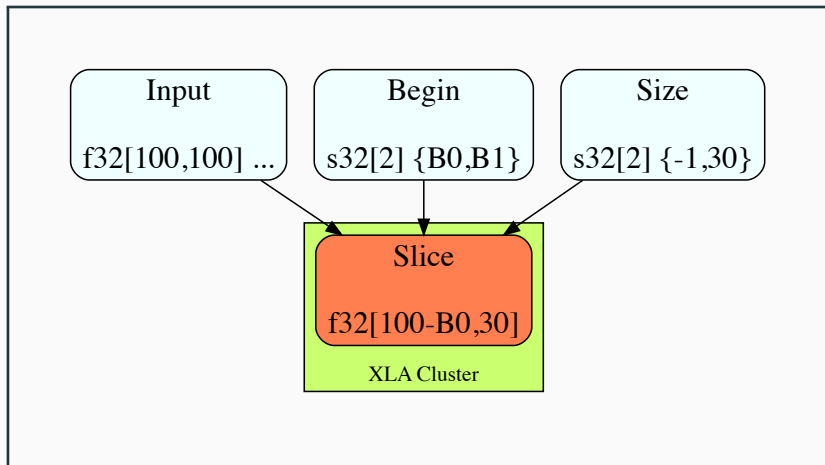 Input
f32[100,100] ...
Begin
s32[2] {B0,B1}
Size
s32[2] {-1,30}
Slice
f32[100-B0,30]
XLA Cluster